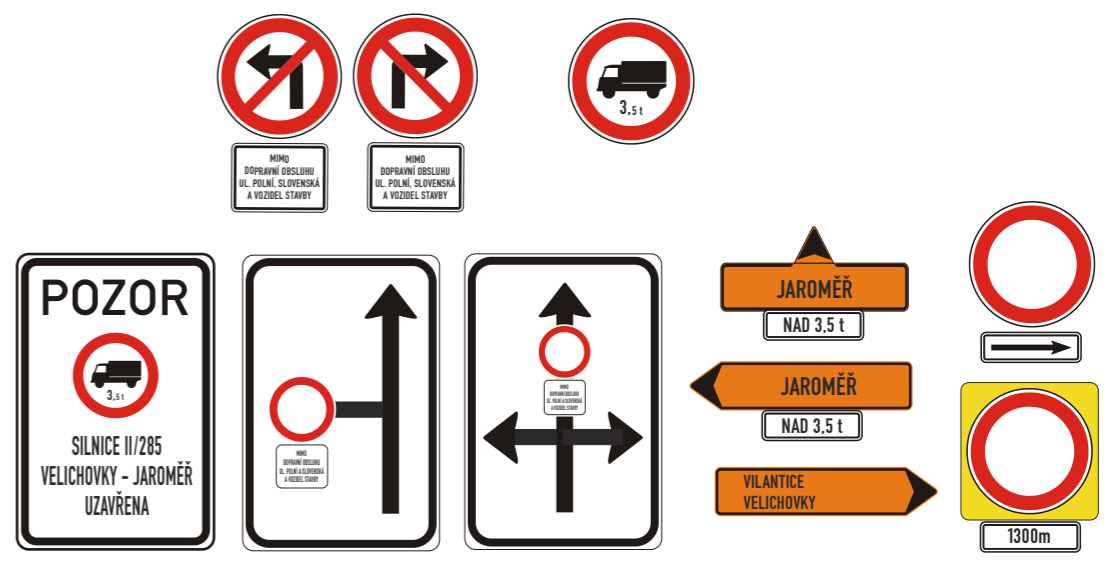 3,5 t
MIMO
DOPRAVNÍ OBSLUHU
UL. POLNÍ, SLOVENSKÁ
A VOZIDEL STAVBY
MIMO
DOPRAVNÍ OBSLUHU
UL. POLNÍ, SLOVENSKÁ
A VOZIDEL STAVBY
POZOR
3,5 t
SILNICE II/285
VELICHOVKY - JAROMĚŘ
UZAVŘENA
MIMO
DOPRAVNÍ OBSLUHU
UL. POLNÍ A SLOVENSKÁ
A VOZIDEL STAVBY
MIMO
DOPRAVNÍ OBSLUHU
UL. POLNÍ A SLOVENSKÁ
A VOZIDEL STAVBY
JAROMĚŘ
NAD 3,5 t
JAROMĚŘ
NAD 3,5 t
VILANTICE
VELICHOVKY
1300m